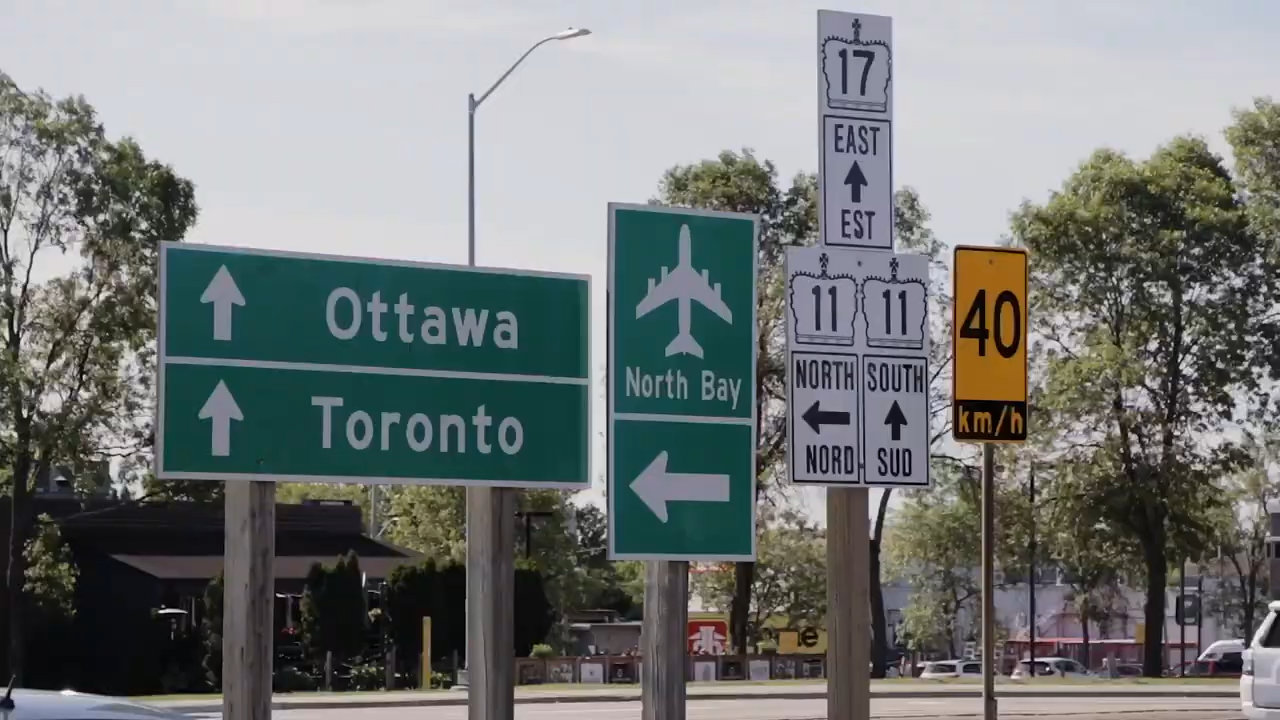 Ottawa
Toronto
North Bay
17
EAST
EST
11
NORTH
NORD
11
SOUTH
SUD
40
km/h